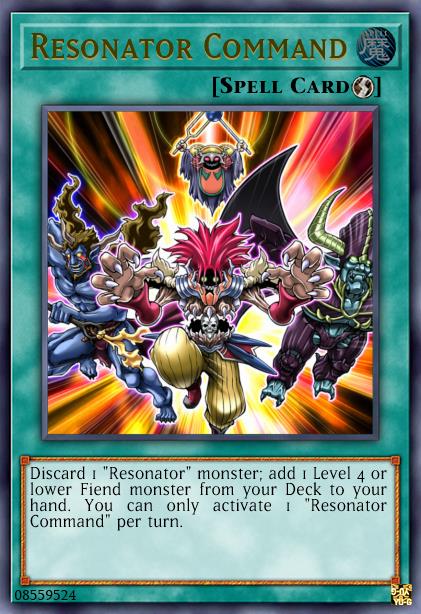 Resonator Command
魔
[Spell Card]
Discard 1 "Resonator" monster; add 1 Level 4 or
lower Fiend monster from your Deck to your
hand. You can only activate 1 "Resonator
Command" per turn.
08559524